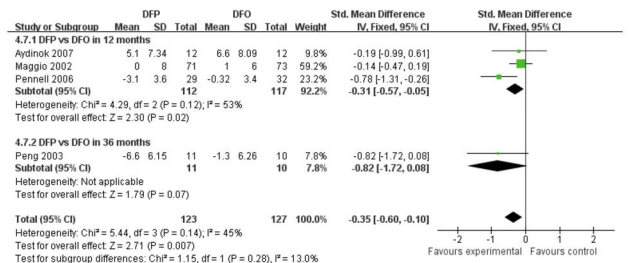 DFP DFO Std. Mean Difference Std. Mean Difference
Study or Subgroup Mean SD Total Mean SD Total Weight IV, Fixed, 95% CI IV, Fixed, 95% CI
4.7.1 DFP vs DFO in 12 months
Aydinok 2007 5.1 7.34 12 6.6 8.09 12 9.8% -0.19 [-0.99, 0.61]
Maggio 2002 0 8 71 1 6 73 59.2% -0.14 [-0.47, 0.19]
Pennell 2006 -3.1 3.6 29 -0.32 3.4 32 23.2% -0.78 [-1.31, -0.26]
Subtotal (95% CI) 112 117 92.2% -0.31 [-0.57, -0.05]
Heterogeneity: Chi² = 4.29, df = 2 (P = 0.12); I² = 53%
Test for overall effect: Z = 2.30 (P = 0.02)
4.7.2 DFP vs DFO in 36 months
Peng 2003 -6.6 6.15 11 -1.3 6.26 10 7.8% -0.82 [-1.72, 0.08]
Subtotal (95% CI) 11 10 7.8% -0.82 [-1.72, 0.08]
Heterogeneity: Not applicable
Test for overall effect: Z = 1.79 (P = 0.07)
Total (95% CI) 123 127 100.0% -0.35 [-0.60, -0.10]
Heterogeneity: Chi² = 5.44, df = 3 (P = 0.14); I² = 45%
Test for overall effect: Z = 2.71 (P = 0.007)
Test for subgroup differences: Chi² = 1.15, df = 1 (P = 0.28), I² = 13.0%
-2 -1 0 1 2
Favours experimental Favours control